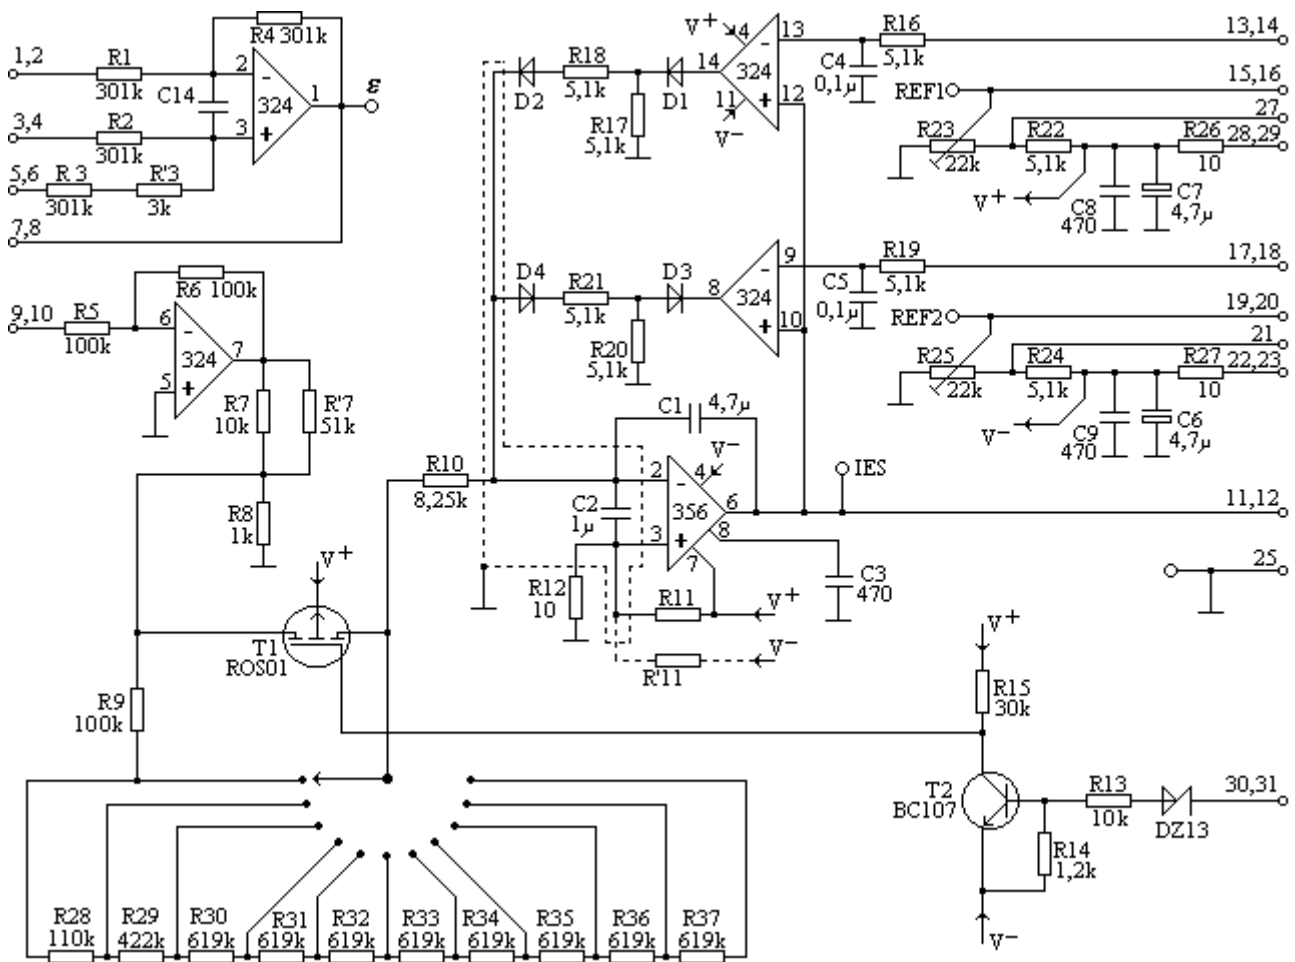 R4 301k
1,2
R1
301k
C14
2
-
324
1
ε
3
+
3,4
R2
301k
5,6
R 3
301k
R'3
3k
7,8
R6 100k
9,10
R5
100k
6
-
324
7
5
+
R7
10k
R'7
51k
R8
1k
V+
T1
ROS01
R9
100k
R10
8,25k
D2
R18
5,1k
D1
R17
5,1k
V+
4
14
324
11
V-
13
-
12
+
C4
0,1µ
R16
5,1k
13,14
REF1
15,16
27
R23
22k
R22
5,1k
R26
10
28,29
V+
C8
470
C7
4,7µ
D4
R21
5,1k
D3
R20
5,1k
8
324
9
-
10
+
C5
0,1µ
R19
5,1k
17,18
REF2
19,20
21
R25
22k
R24
5,1k
R27
10
22,23
V-
C9
470
C6
4,7µ
C1
4,7µ
V-
2
-
4
356
6
3
+
7
8
C2
1µ
R12
10
R11
V+
R'11
V-
C3
470
IES
11,12
25
V+
R15
30k
T2
BC107
R13
10k
DZ13
30,31
R14
1,2k
V-
R28
110k
R29
422k
R30
619k
R31
619k
R32
619k
R33
619k
R34
619k
R35
619k
R36
619k
R37
619k